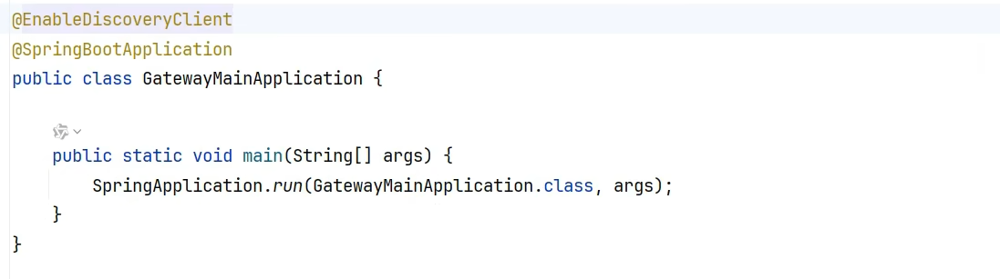 @EnableDiscoveryClient
@SpringBootApplication
public class GatewayMainApplication {
public static void main(String[] args) {
SpringApplication.run(GatewayMainApplication.class, args);
}
}